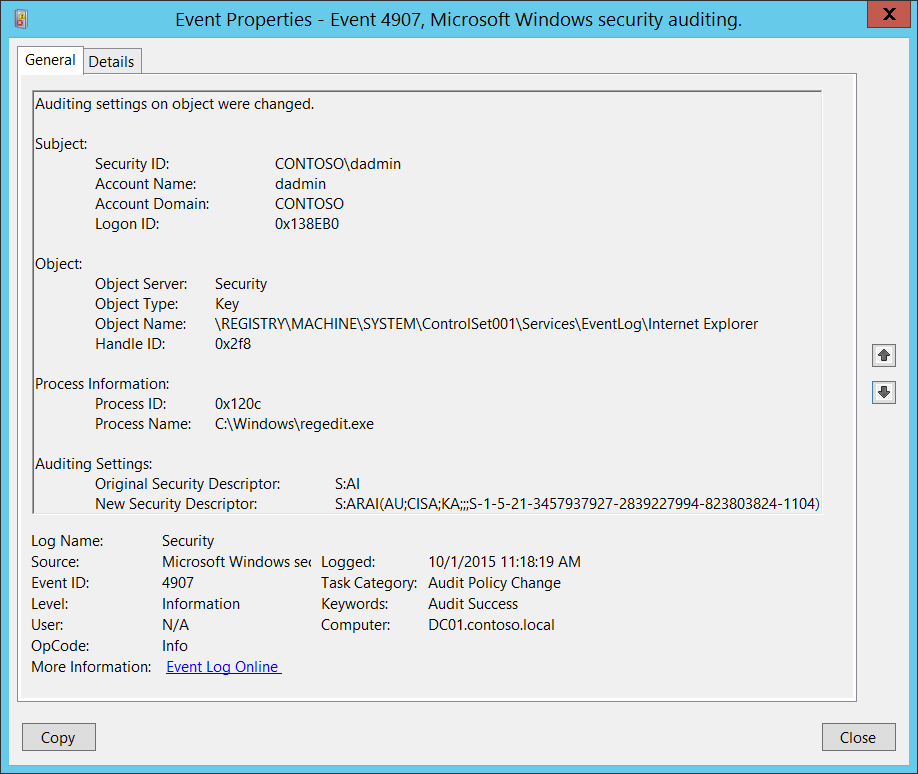 Event Properties - Event 4907, Microsoft Windows security auditing.
X
General Details
Auditing settings on object were changed.
Subject:
Security ID: CONTOSO\dadmin
Account Name: dadmin
Account Domain: CONTOSO
Logon ID: 0x138EB0
Object:
Object Server: Security
Object Type: Key
Object Name: \REGISTRY\MACHINE\SYSTEM\ControlSet001\Services\EventLog\Internet Explorer
Handle ID: 0x2f8
Process Information:
Process ID: 0x120c
Process Name: C:\Windows\regedit.exe
Auditing Settings:
Original Security Descriptor: S:AI
New Security Descriptor: S:ARAI(AU;CISA;KA;;;S-1-5-21-3457937927-2839227994-823803824-1104)
Log Name: Security
Source: Microsoft Windows sec Logged: 10/1/2015 11:18:19 AM
Event ID: 4907 Task Category: Audit Policy Change
Level: Information Keywords: Audit Success
User: N/A Computer: DC01.contoso.local
OpCode: Info
More Information: Event Log Online
Copy Close